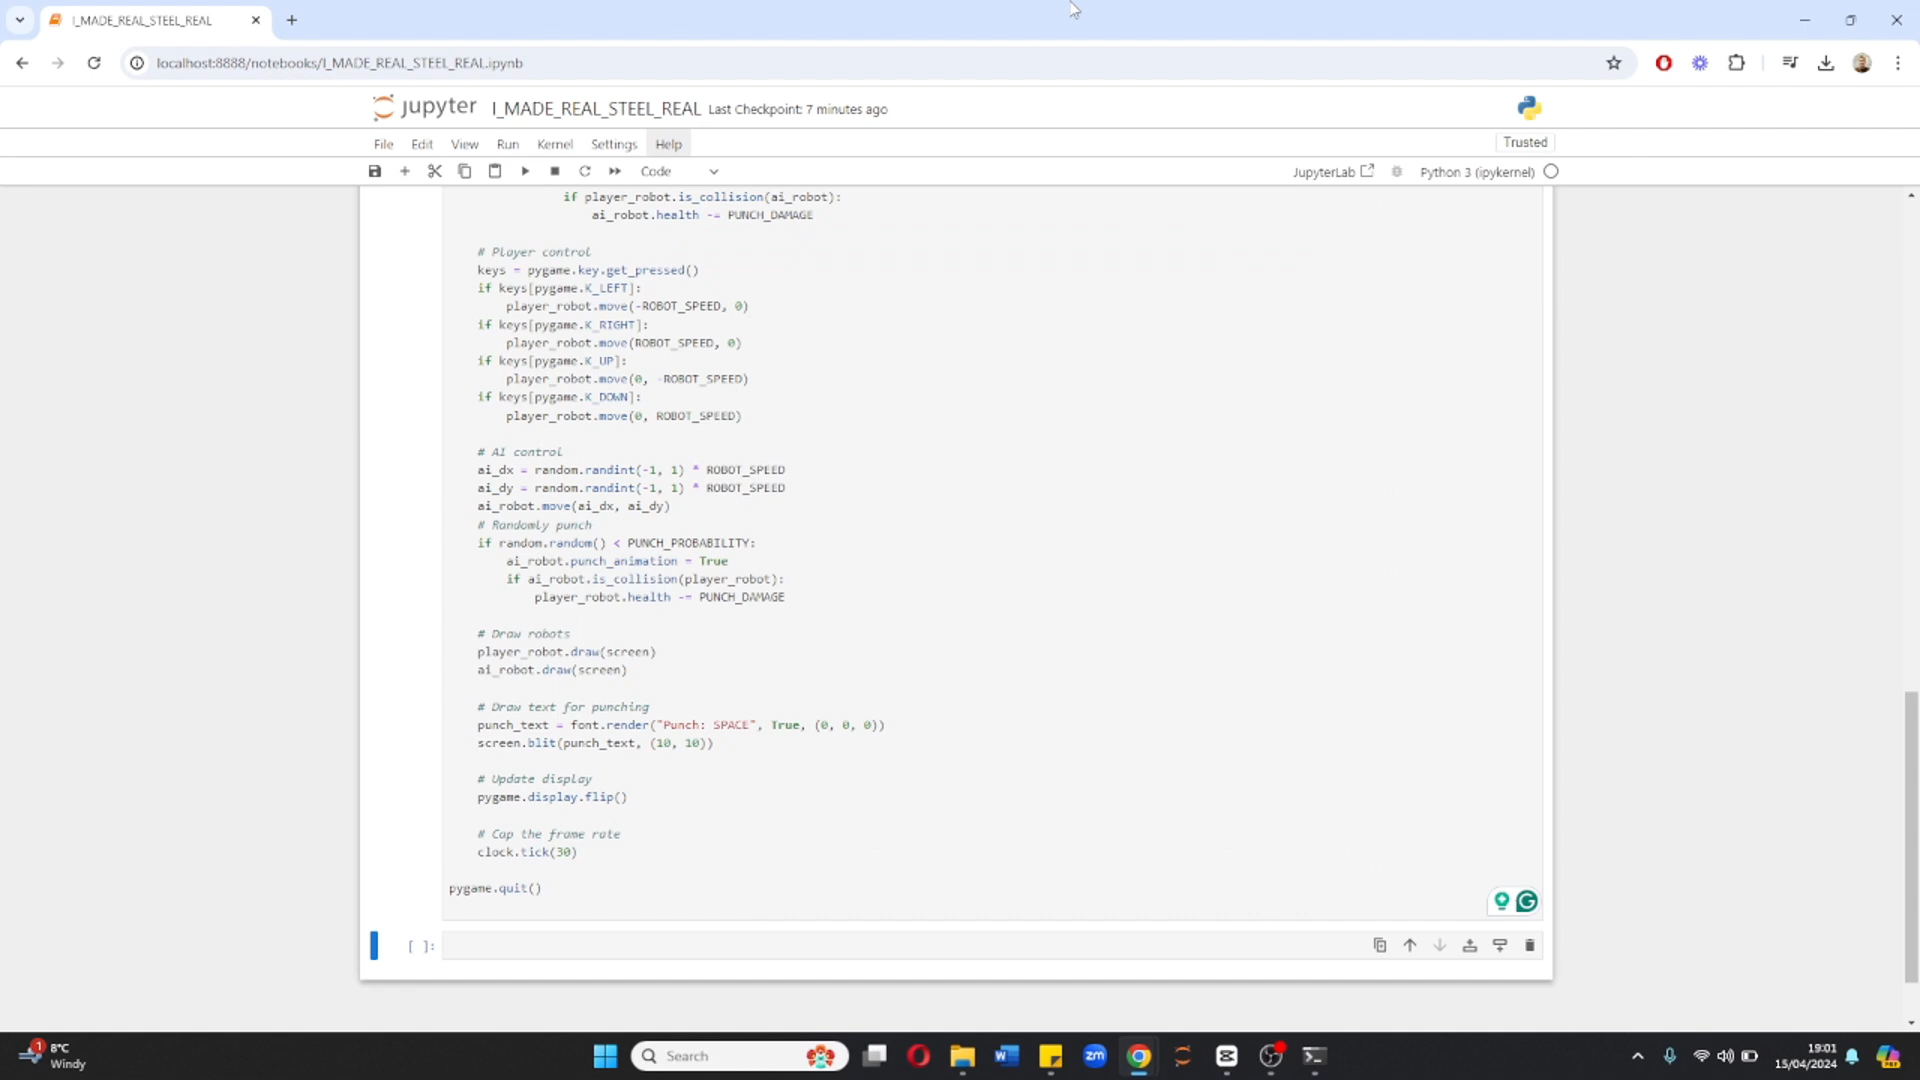 I_MADE_REAL_STEEL_REAL
localhost:8888/notebooks/I_MADE_REAL_STEEL_REAL.ipynb
jupyter I_MADE_REAL_STEEL_REAL Last Checkpoint: 7 minutes ago
File Edit View Run Kernel Settings Help
Trusted
Code
JupyterLab
Python 3 (ipykernel)
if player_robot.is_collision(ai_robot):
ai_robot.health -= PUNCH_DAMAGE
# Player control
keys = pygame.key.get_pressed()
if keys[pygame.K_LEFT]:
player_robot.move(-ROBOT_SPEED, 0)
if keys[pygame.K_RIGHT]:
player_robot.move(ROBOT_SPEED, 0)
if keys[pygame.K_UP]:
player_robot.move(0, -ROBOT_SPEED)
if keys[pygame.K_DOWN]:
player_robot.move(0, ROBOT_SPEED)
# AI control
ai_dx = random.randint(-1, 1) * ROBOT_SPEED
ai_dy = random.randint(-1, 1) * ROBOT_SPEED
ai_robot.move(ai_dx, ai_dy)
# Randomly punch
if random.random() < PUNCH_PROBABILITY:
ai_robot.punch_animation = True
if ai_robot.is_collision(player_robot):
player_robot.health -= PUNCH_DAMAGE
# Draw robots
player_robot.draw(screen)
ai_robot.draw(screen)
# Draw text for punching
punch_text = font.render("Punch: SPACE", True, (0, 0, 0))
screen.blit(punch_text, (10, 10))
# Update display
pygame.display.flip()
# Cap the frame rate
clock.tick(30)
pygame.quit()
[ ]:
1
8°C
Windy
Search
zm
19:01
15/04/2024